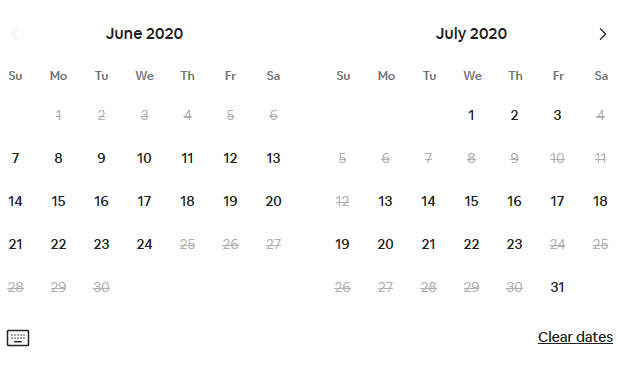 June 2020
Su Mo Tu We Th Fr Sa
1 2 3 4 5 6
7 8 9 10 11 12 13
14 15 16 17 18 19 20
21 22 23 24 25 26 27
28 29 30
July 2020
Su Mo Tu We Th Fr Sa
1 2 3 4
5 6 7 8 9 10 11
12 13 14 15 16 17 18
19 20 21 22 23 24 25
26 27 28 29 30 31
Clear dates